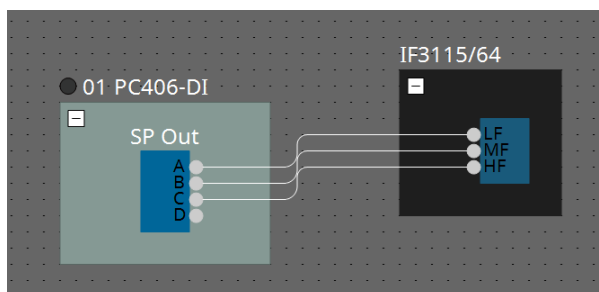 IF3115/64
01 PC406-DI
SP Out
A
B
C
D
LF
MF
HF